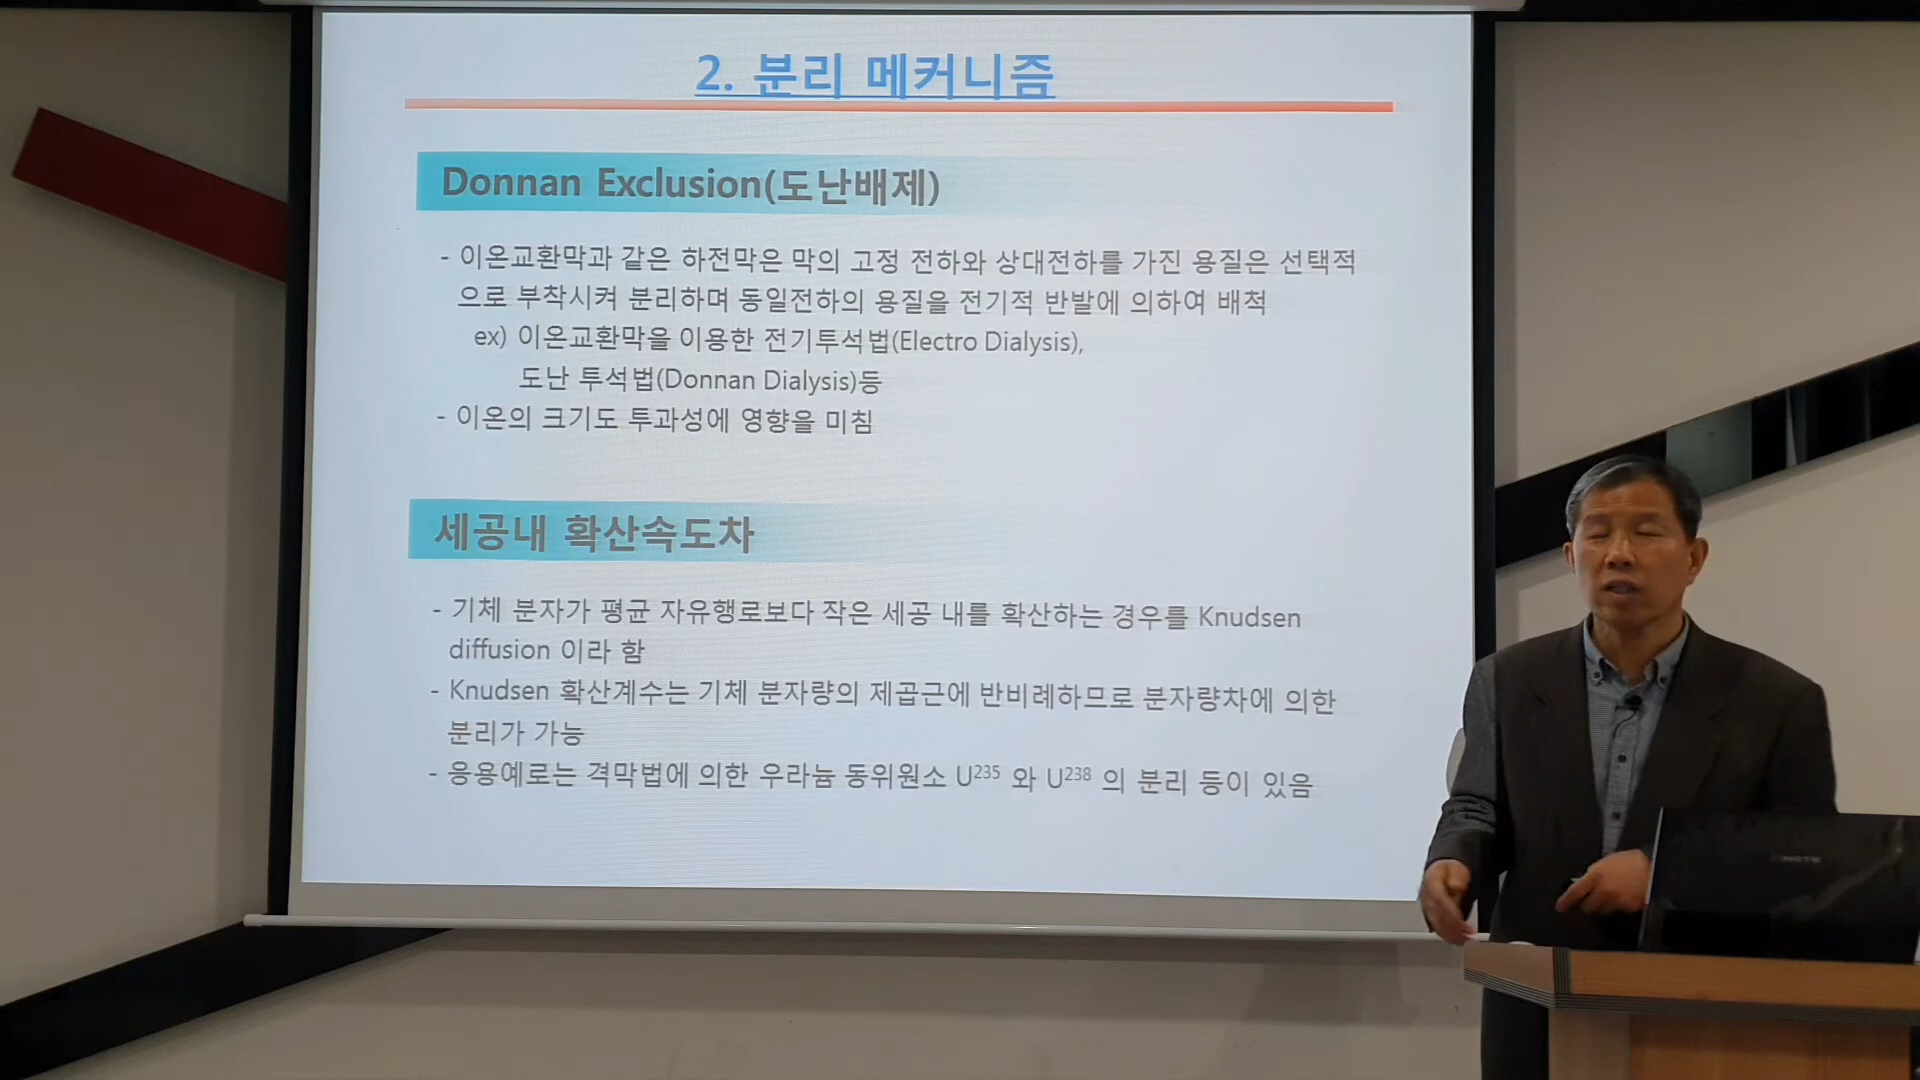 2. 분리 메커니즘
Donnan Exclusion(도난배제)
- 이온교환막과 같은 하전막은 막의 고정 전하와 상대전하를 가진 용질은 선택적
으로 부착시켜 분리하며 동일전하의 용질을 전기적 반발에 의하여 배척
ex) 이온교환막을 이용한 전기투석법(Electro Dialysis),
도난 투석법(Donnan Dialysis)등
- 이온의 크기도 투과성에 영향을 미침
세공내 확산속도차
- 기체 분자가 평균 자유행로보다 작은 세공 내를 확산하는 경우를 Knudsen
diffusion 이라 함
- Knudsen 확산계수는 기체 분자량의 제곱근에 반비례하므로 분자량차에 의한
분리가 가능
- 응용예로는 격막법에 의한 우라늄 동위원소 U²³⁵ 와 U²³⁸ 의 분리 등이 있음